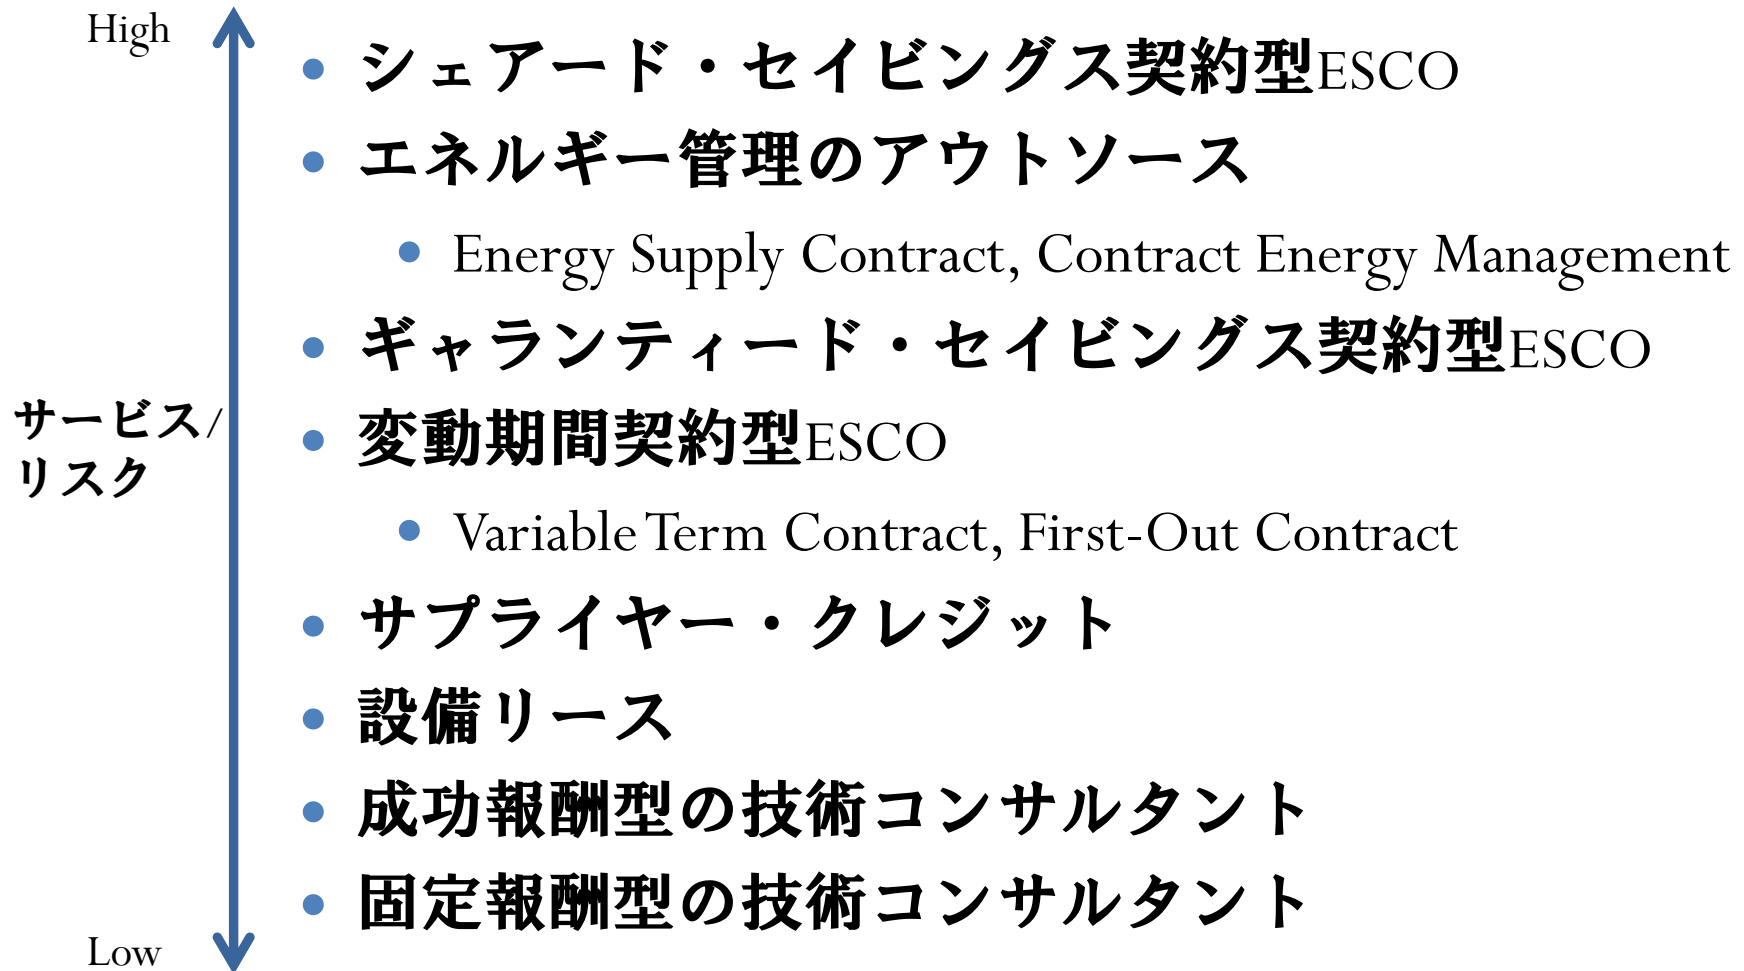 High
シェアード・セイビングス契約型ESCO
エネルギー管理のアウトソース
Energy Supply Contract, Contract Energy Management
ギャランティード・セイビングス契約型ESCO
サービス/
リスク
変動期間契約型ESCO
Variable Term Contract, First-Out Contract
サプライヤー・クレジット
設備リース
成功報酬型の技術コンサルタント
固定報酬型の技術コンサルタント
Low